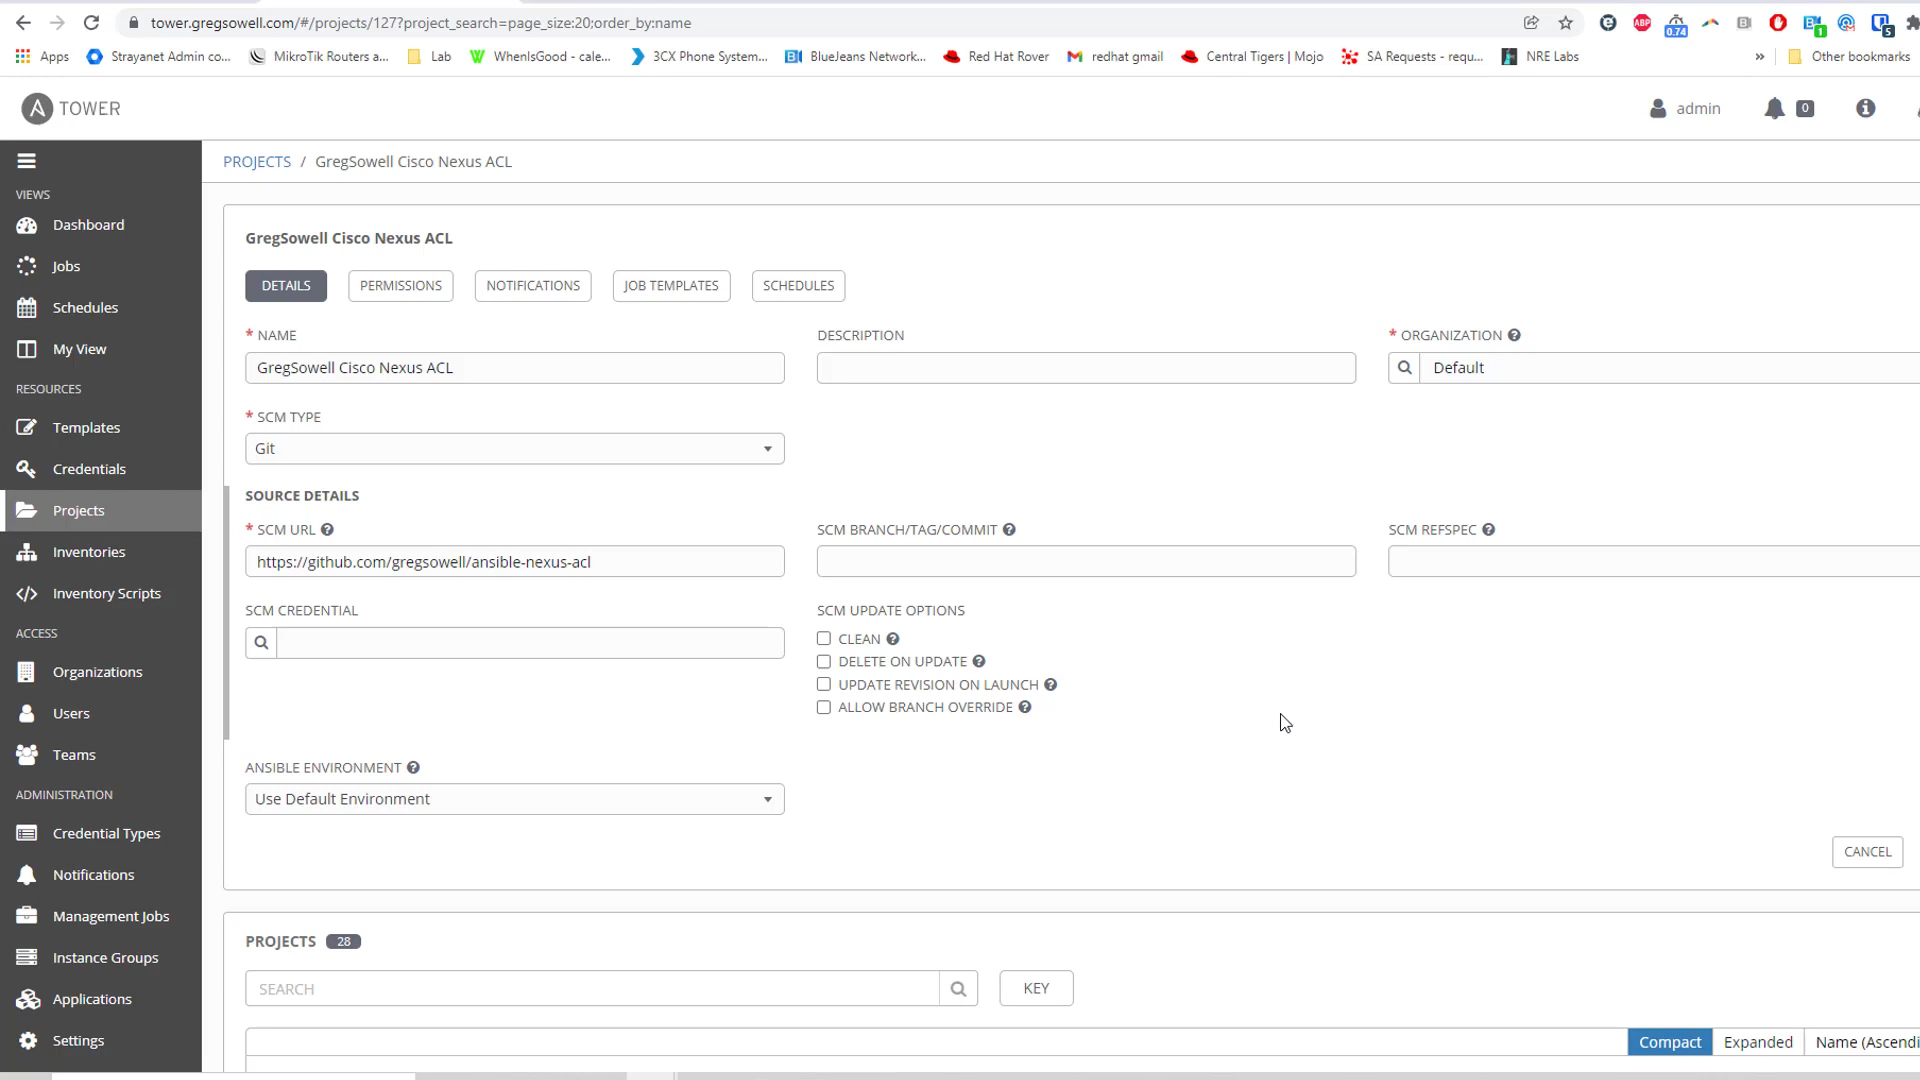 tower.gregsowell.com/#/projects/127?project_search=page_size:20;order_by:name
ABP 0.74 1 5
Apps Strayanet Admin co... MikroTik Routers a... Lab WhenIsGood - cale... 3CX Phone System,... BlueJeans Network... Red Hat Rover redhat gmail Central Tigers | Mojo SA Requests - requ... NRE Labs » Other bookmarks
TOWER admin 0
PROJECTS / GregSowell Cisco Nexus ACL
VIEWS
Dashboard
Jobs
Schedules
My View
RESOURCES
Templates
Credentials
Projects
Inventories
Inventory Scripts
ACCESS
Organizations
Users
Teams
ADMINISTRATION
Credential Types
Notifications
Management Jobs
Instance Groups
Applications
Settings
GregSowell Cisco Nexus ACL
DETAILS PERMISSIONS NOTIFICATIONS JOB TEMPLATES SCHEDULES
* NAME DESCRIPTION * ORGANIZATION ?
GregSowell Cisco Nexus ACL Default
* SCM TYPE
Git
SOURCE DETAILS
* SCM URL ? SCM BRANCH/TAG/COMMIT ? SCM REFSPEC ?
https://github.com/gregsowell/ansible-nexus-acl
SCM CREDENTIAL SCM UPDATE OPTIONS
CLEAN ?
DELETE ON UPDATE ?
UPDATE REVISION ON LAUNCH ?
ALLOW BRANCH OVERRIDE ?
ANSIBLE ENVIRONMENT ?
Use Default Environment
CANCEL
PROJECTS 28
SEARCH KEY
Compact Expanded Name (Ascendi